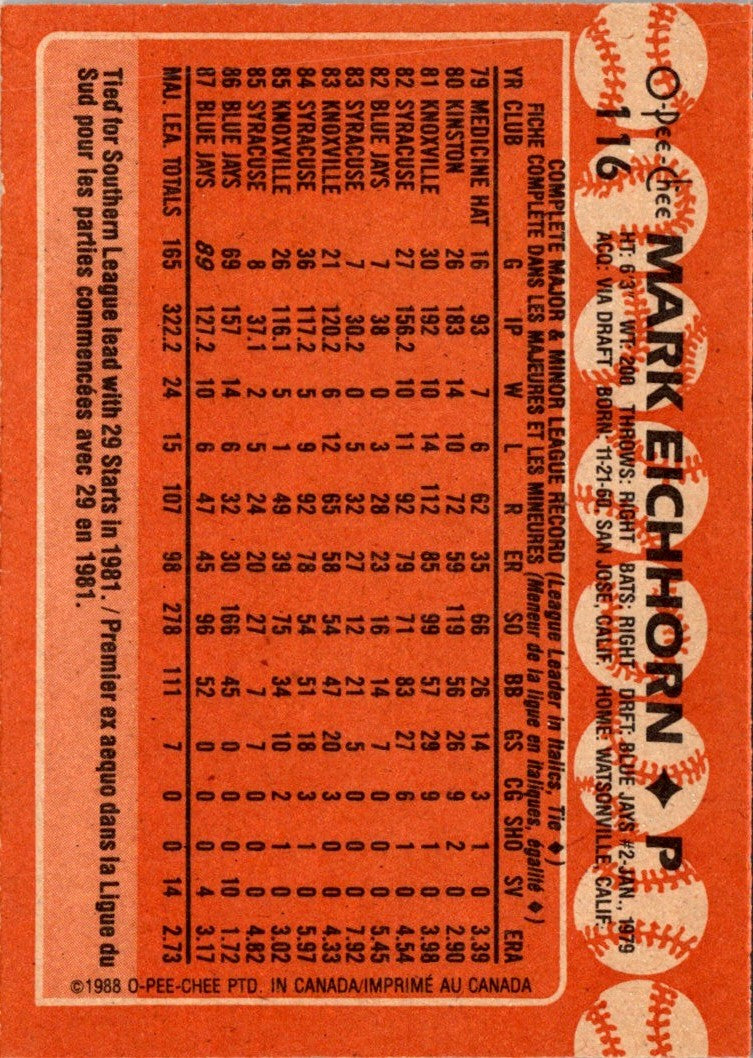 O-Pee-Chee
116
MARK EICHHORN ♦ P
HT: 6'3" WT: 200 THROWS: RIGHT BATS: RIGHT DRFT: BLUE JAYS #2-JAN., 1979
ACQ: VIA DRAFT BORN: 11-21-60, SAN JOSE, CALIF. HOME: WATSONVILLE, CALIF.
COMPLETE MAJOR & MINOR LEAGUE RECORD (League Leader in Italics, Tie ♦)
FICHE COMPLÈTE DANS LES MAJEURES ET LES MINEURES (Meneur de la ligue en italiques, égalité ♦)
YR CLUB G IP W L R ER SO BB GS CG SHO SV ERA
79 MEDICINE HAT 16 93 7 6 62 35 66 26 14 3 1 0 3.39
80 KINSTON 26 183 14 10 72 59 119 56 26 9 2 0 2.90
81 KNOXVILLE 30 192 10 14 112 85 99 57 29 9 1 0 3.98
82 SYRACUSE 27 156.2 10 11 92 79 71 83 27 6 1 0 4.54
82 BLUE JAYS 7 38 0 3 28 23 16 14 7 0 0 0 5.45
83 SYRACUSE 7 30.2 0 5 32 27 12 21 5 0 0 0 7.92
83 KNOXVILLE 21 120.2 6 12 65 58 54 47 20 3 0 0 4.33
84 SYRACUSE 36 117.2 5 9 92 78 54 51 18 3 1 0 5.97
85 KNOXVILLE 26 116.1 5 1 49 39 75 34 10 2 1 0 3.02
85 SYRACUSE 8 37.1 2 5 24 20 27 7 7 0 0 0 4.82
86 BLUE JAYS 69 157 14 6 32 30 166 45 0 0 0 10 1.72
87 BLUE JAYS 89 127.2 10 6 47 45 96 52 0 0 0 4 3.17
MAJ. LEA. TOTALS 165 322.2 24 15 107 98 278 111 7 0 0 14 2.73
Tied for Southern League lead with 29 Starts in 1981. / Premier ex aequo dans la Ligue du
Sud pour les parties commencées avec 29 en 1981.
©1988 O-PEE-CHEE PTD. IN CANADA/IMPRIMÉ AU CANADA